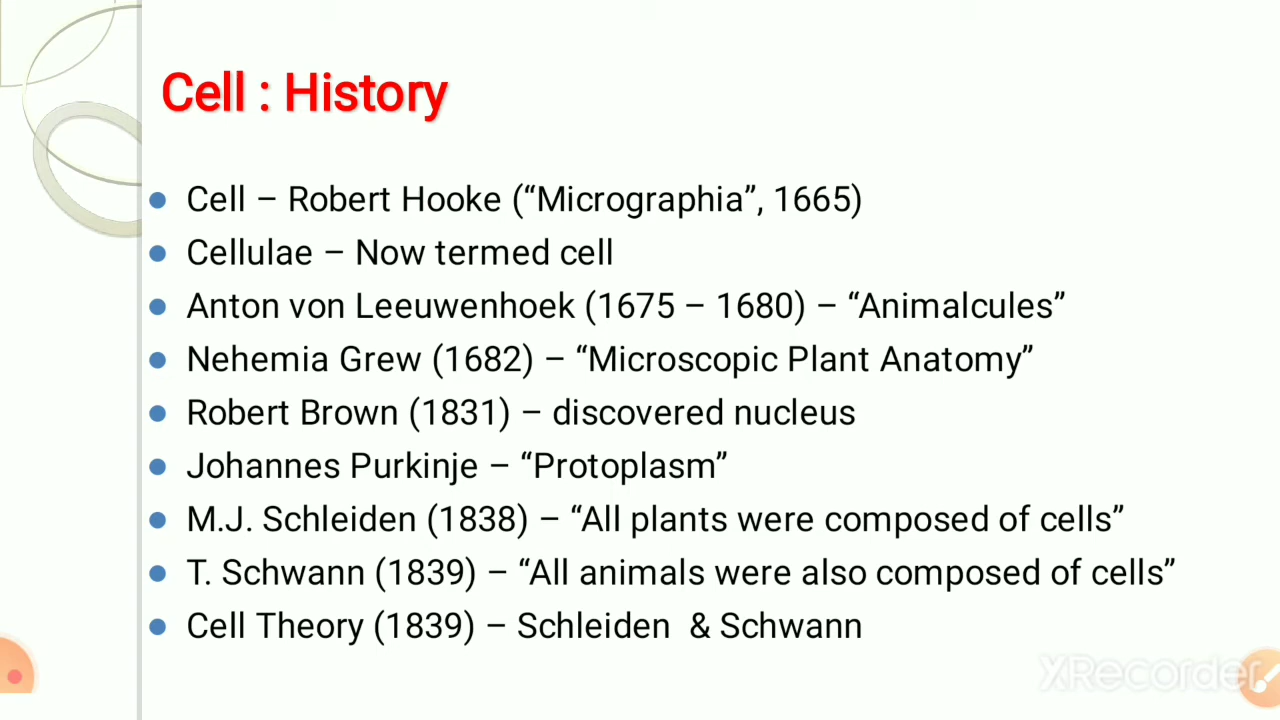 Cell : History
Cell – Robert Hooke (“Micrographia”, 1665)
Cellulae – Now termed cell
Anton von Leeuwenhoek (1675 – 1680) – “Animalcules”
Nehemia Grew (1682) – “Microscopic Plant Anatomy”
Robert Brown (1831) – discovered nucleus
Johannes Purkinje – “Protoplasm”
M.J. Schleiden (1838) – “All plants were composed of cells”
T. Schwann (1839) – “All animals were also composed of cells”
Cell Theory (1839) – Schleiden & Schwann
XRecorder